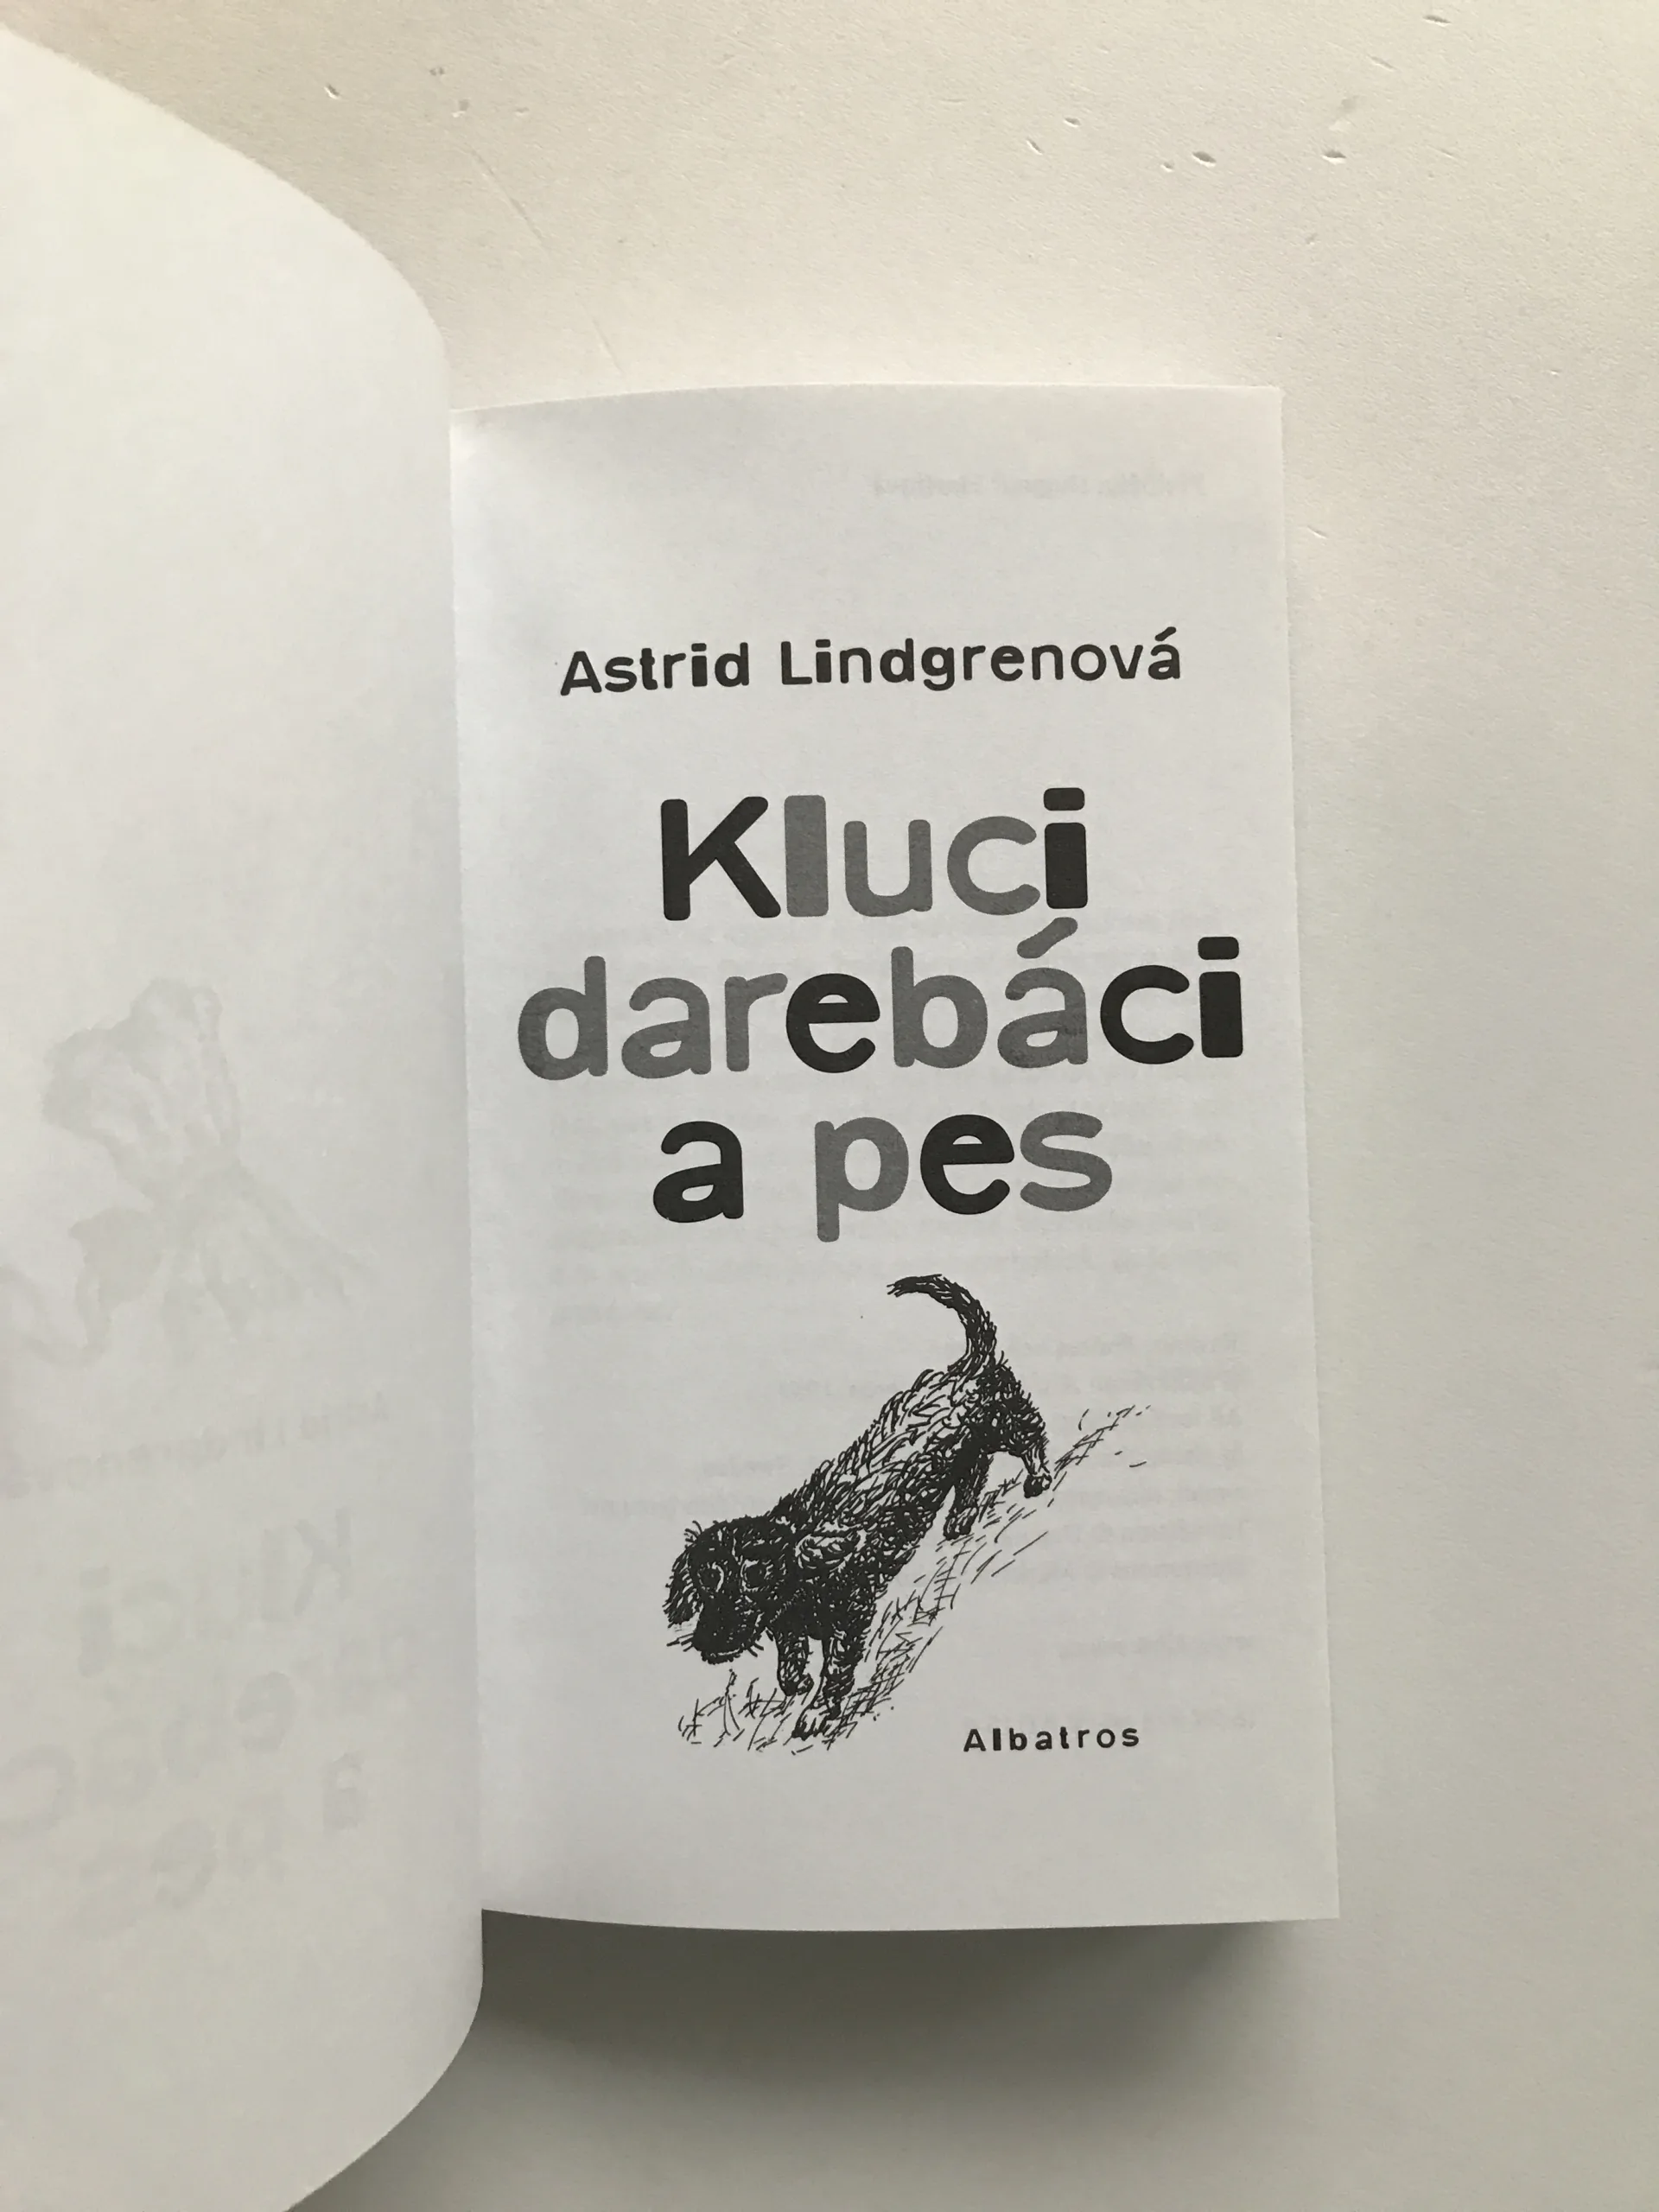 Astrid Lindgrenová
Kluci
darebáci
a pes
Albatros